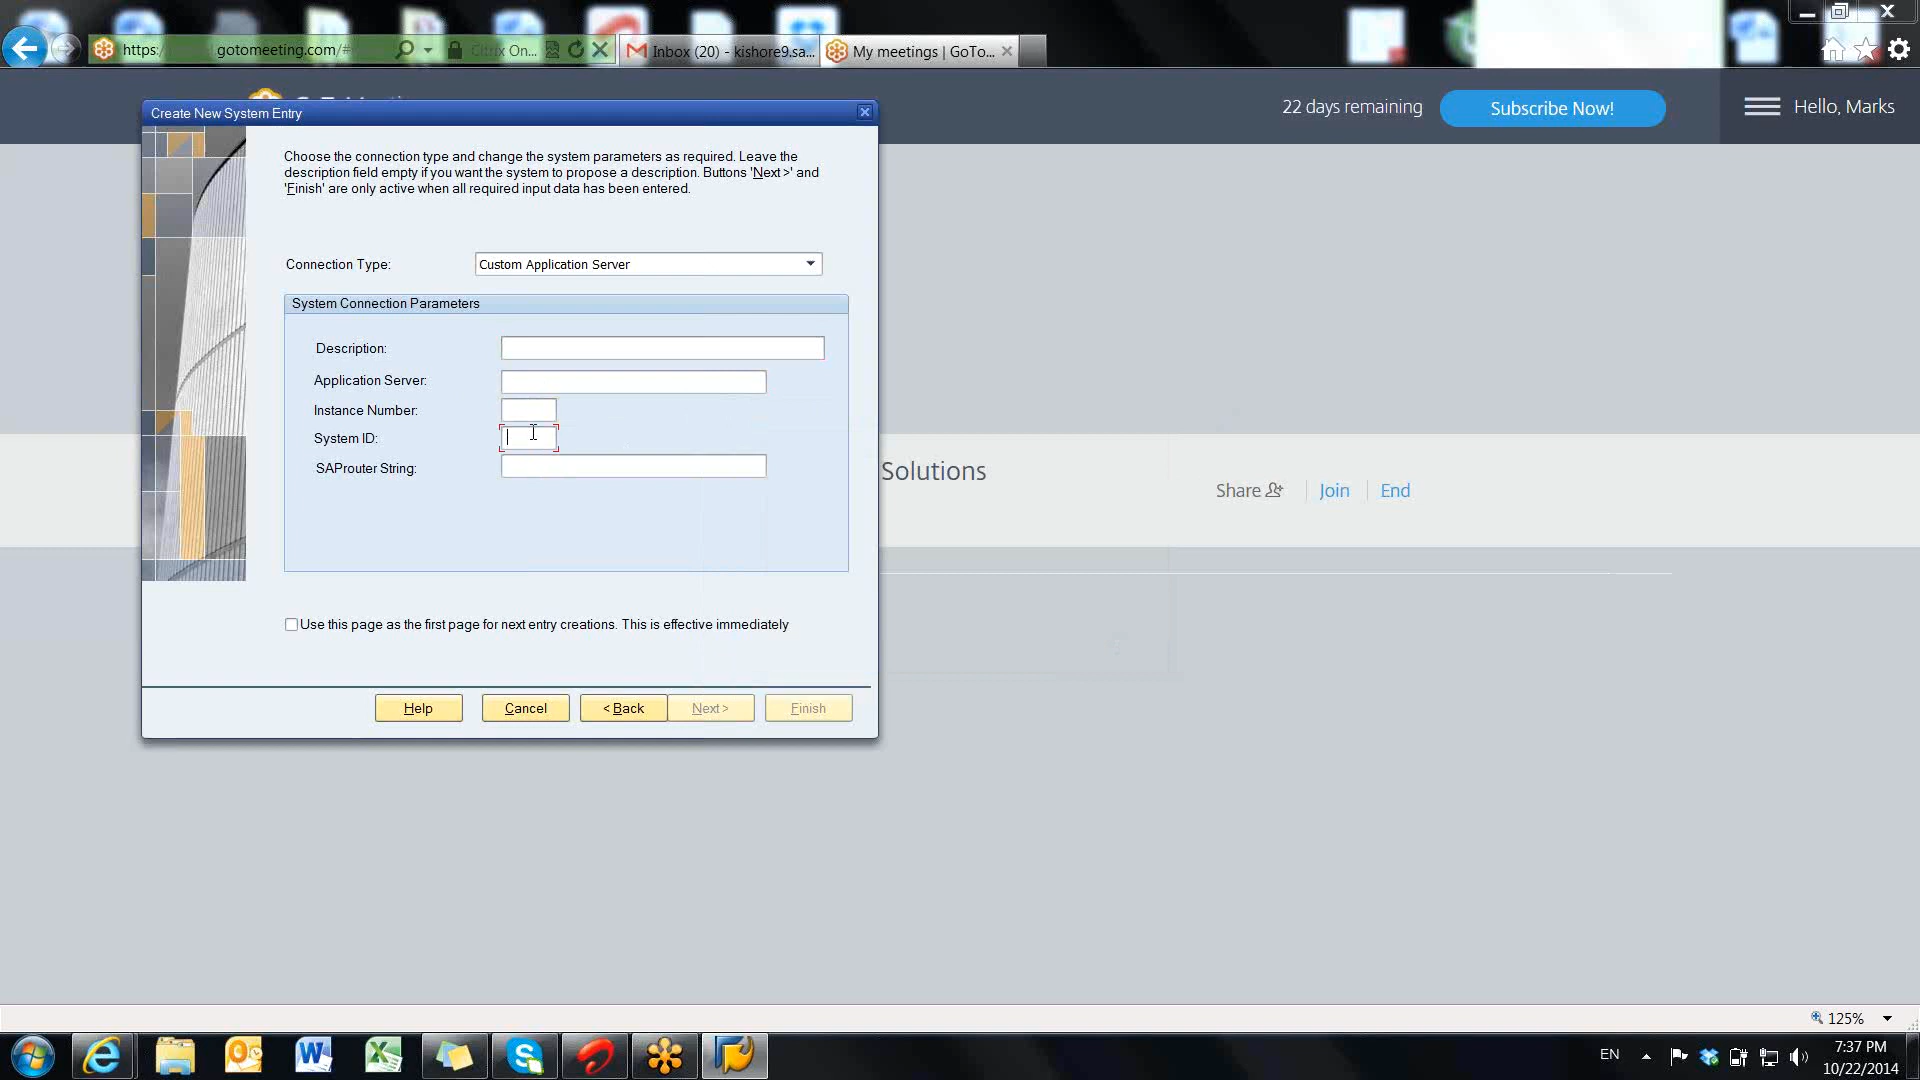 https:
gotomeeting.com/#
Citrix On...
Inbox (20) - kishore9.sa...
My meetings | GoTo...
22 days remaining
Subscribe Now!
Hello, Marks
Create New System Entry
Choose the connection type and change the system parameters as required. Leave the
description field empty if you want the system to propose a description. Buttons 'Next >' and
'Finish' are only active when all required input data has been entered.
Connection Type:
Custom Application Server
System Connection Parameters
Description:
Application Server:
Instance Number:
System ID:
SAProuter String:
Solutions
Share
Join
End
Use this page as the first page for next entry creations. This is effective immediately
Help
Cancel
< Back
Next >
Finish
125%
EN
7:37 PM
10/22/2014